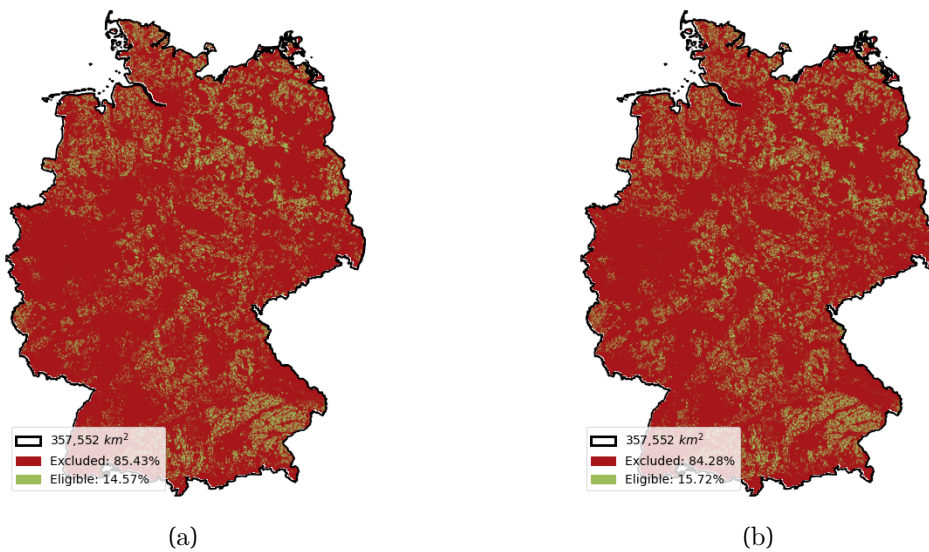 357,552 km²
Excluded: 85.43%
Eligible: 14.57%
(a)
357,552 km²
Excluded: 84.28%
Eligible: 15.72%
(b)